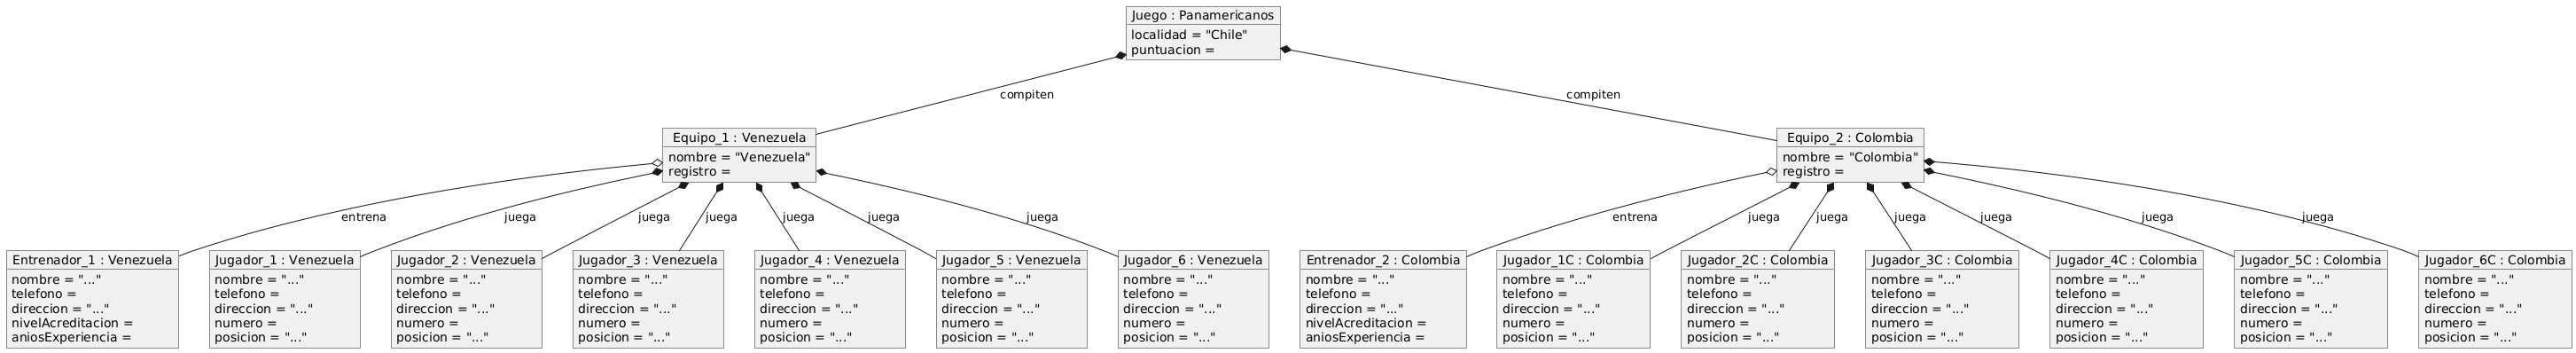 Juego : Panamericanos
localidad = "Chile"
puntuacion =
compiten
compiten
Equipo_1 : Venezuela
nombre = "Venezuela"
registro =
Equipo_2 : Colombia
nombre = "Colombia"
registro =
entrena
juega
juega
juega
juega
juega
juega
entrena
juega
juega
juega
juega
juega
juega
Entrenador_1 : Venezuela
nombre = "..."
telefono =
direccion = "..."
nivelAcreditacion =
aniosExperiencia =
Jugador_1 : Venezuela
nombre = "..."
telefono =
direccion = "..."
numero =
posicion = "..."
Jugador_2 : Venezuela
nombre = "..."
telefono =
direccion = "..."
numero =
posicion = "..."
Jugador_3 : Venezuela
nombre = "..."
telefono =
direccion = "..."
numero =
posicion = "..."
Jugador_4 : Venezuela
nombre = "..."
telefono =
direccion = "..."
numero =
posicion = "..."
Jugador_5 : Venezuela
nombre = "..."
telefono =
direccion = "..."
numero =
posicion = "..."
Jugador_6 : Venezuela
nombre = "..."
telefono =
direccion = "..."
numero =
posicion = "..."
Entrenador_2 : Colombia
nombre = "..."
telefono =
direccion = "..."
nivelAcreditacion =
aniosExperiencia =
Jugador_1C : Colombia
nombre = "..."
telefono =
direccion = "..."
numero =
posicion = "..."
Jugador_2C : Colombia
nombre = "..."
telefono =
direccion = "..."
numero =
posicion = "..."
Jugador_3C : Colombia
nombre = "..."
telefono =
direccion = "..."
numero =
posicion = "..."
Jugador_4C : Colombia
nombre = "..."
telefono =
direccion = "..."
numero =
posicion = "..."
Jugador_5C : Colombia
nombre = "..."
telefono =
direccion = "..."
numero =
posicion = "..."
Jugador_6C : Colombia
nombre = "..."
telefono =
direccion = "..."
numero =
posicion = "..."